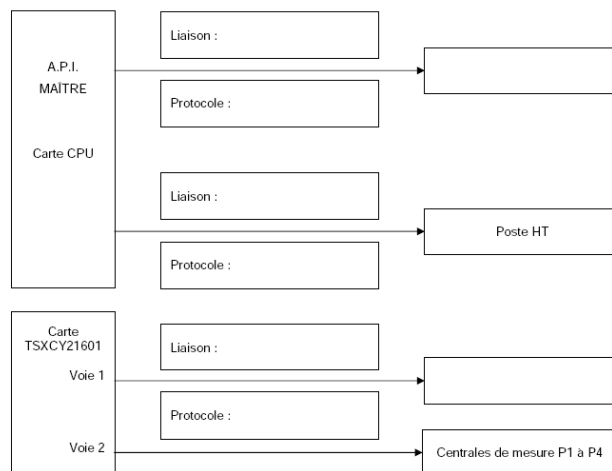 A.P.I.
MAÎTRE
Carte CPU
Liaison :
Protocole :
Liaison :
Protocole :
Poste HT
Carte
TSXCY21601
Voie 1
Voie 2
Liaison :
Protocole :
Centrales de mesure P1 à P4